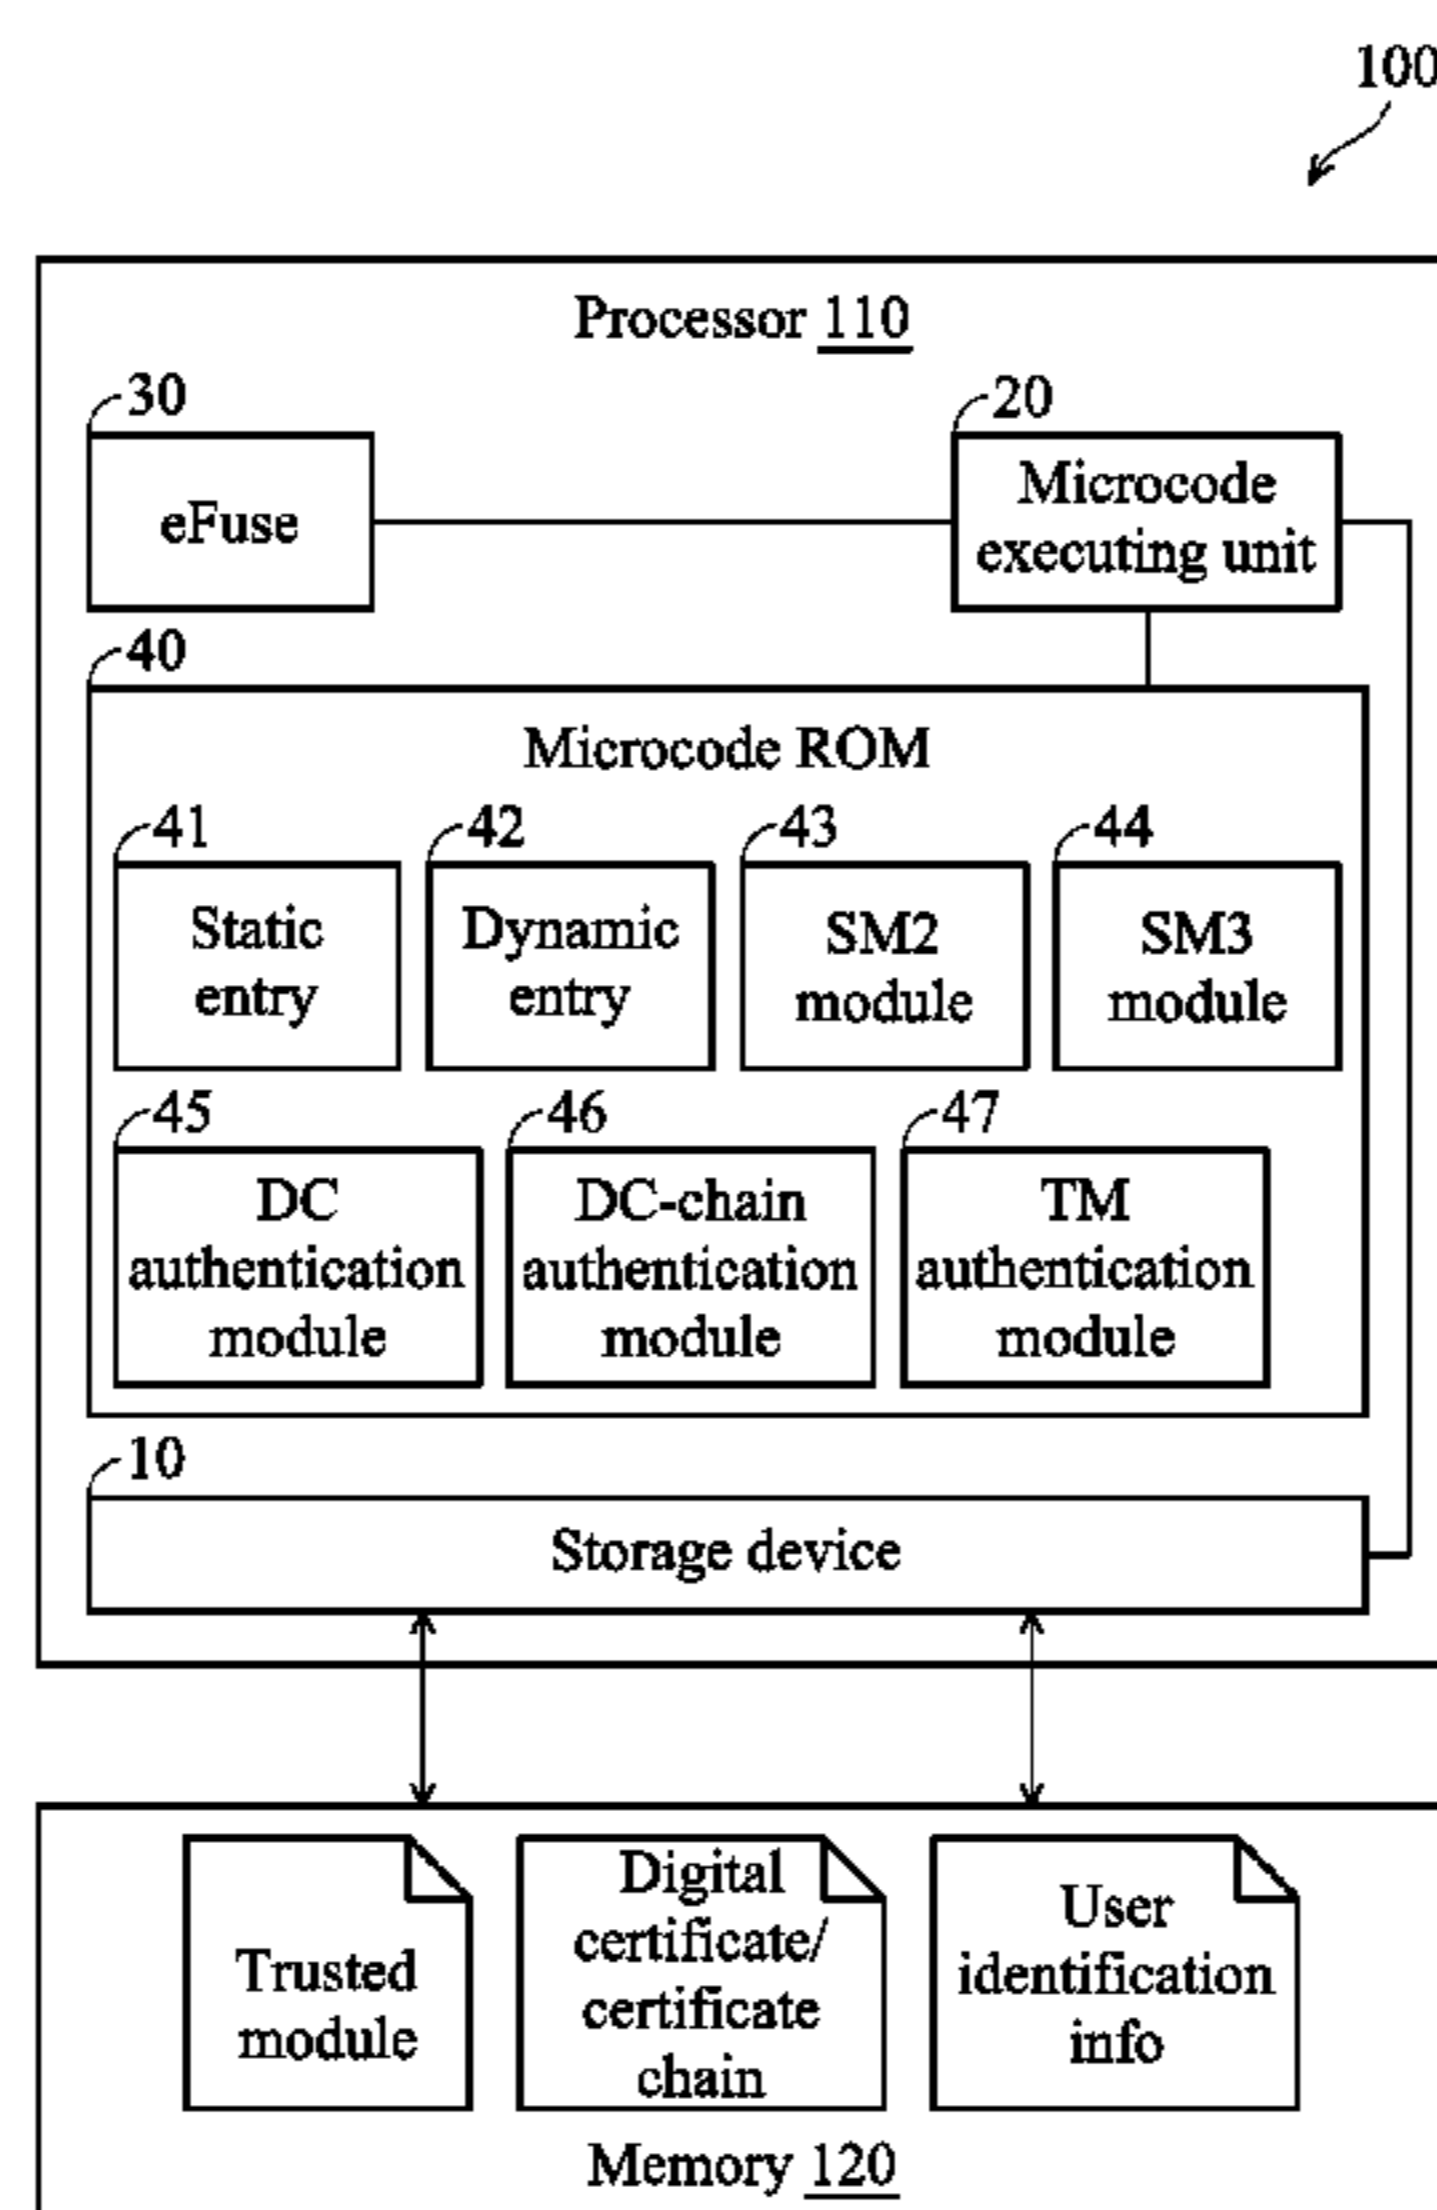 100
Processor 110
30
20
eFuse
Microcode
executing unit
40
Microcode ROM
41
42
43
44
Static
entry
Dynamic
entry
SM2
module
SM3
module
45
46
47
DC
authentication
module
DC-chain
authentication
module
TM
authentication
module
10
Storage device
Trusted
module
Digital
certificate/
certificate
chain
User
identification
info
Memory 120